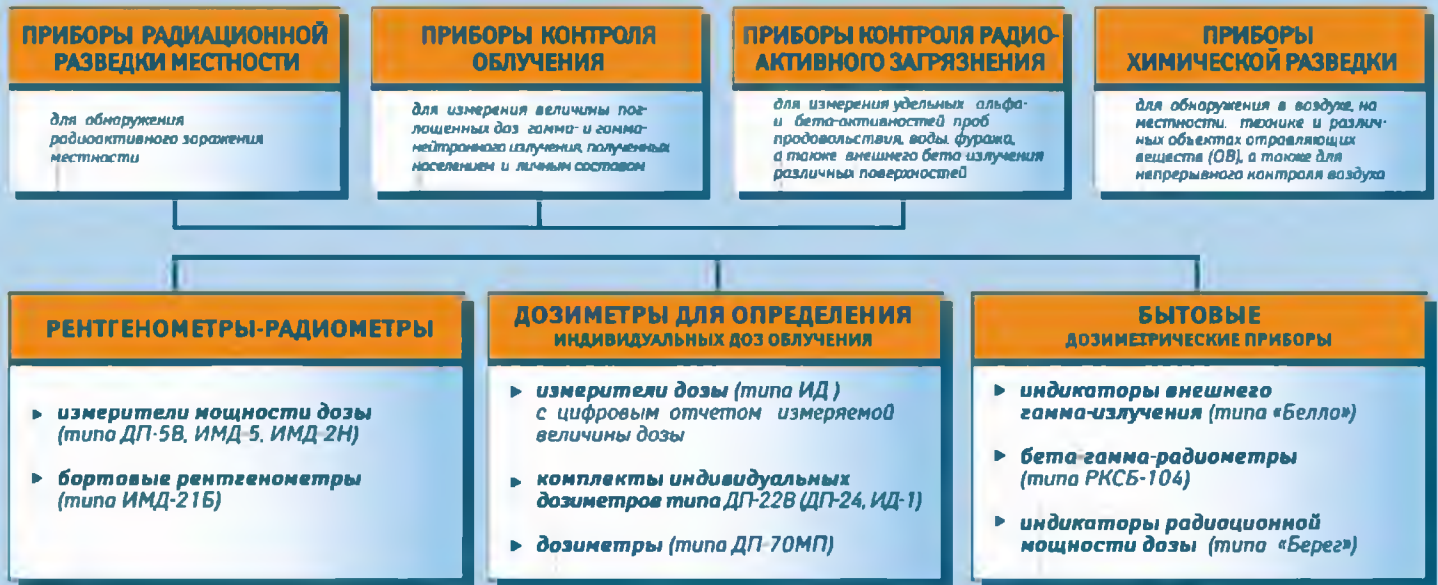 ПРИБОРЫ РАДИАЦИОННОЙ
РАЗВЕДКИ МЕСТНОСТИ
для обнаружения
радиоактивного заражения
местности
ПРИБОРЫ КОНТРОЛЯ
ОБЛУЧЕНИЯ
для измерения величины пог-
лощенных доз гамма- и гамма-
нейтронного излучения, полученных
населением и личным составом
ПРИБОРЫ КОНТРОЛЯ РАДИО-
АКТИВНОГО ЗАГРЯЗНЕНИЯ
для измерения удельных альфа-
и бета-активностей проб
продовольствия, воды, фуража,
а также внешнего бета излучения
различных поверхностей
ПРИБОРЫ
ХИМИЧЕСКОЙ РАЗВЕДКИ
для обнаружения в воздухе, на
местности, технике и различ-
ных объектах отравляющих
веществ (ОВ), а также для
непрерывного контроля воздуха
РЕНТГЕНОМЕТРЫ-РАДИОМЕТРЫ
▸ измерители мощности дозы
(типа ДП-5В, ИМД-5, ИМД-2Н)
▸ бортовые рентгенометры
(типа ИМД-21Б)
ДОЗИМЕТРЫ ДЛЯ ОПРЕДЕЛЕНИЯ
ИНДИВИДУАЛЬНЫХ ДОЗ ОБЛУЧЕНИЯ
▸ измерители дозы (типа ИД )
с цифровым отчетом измеряемой
величины дозы
▸ комплекты индивидуальных
дозиметров типа ДП-22В (ДП-24, ИД-1)
▸ дозиметры (типа ДП-70МП)
БЫТОВЫЕ
ДОЗИМЕТРИЧЕСКИЕ ПРИБОРЫ
▸ индикаторы внешнего
гамма-излучения (типа «Белла»)
▸ бета-гамма-радиометры
(типа РКСБ-104)
▸ индикаторы радиационной
мощности дозы (типа «Берег»)